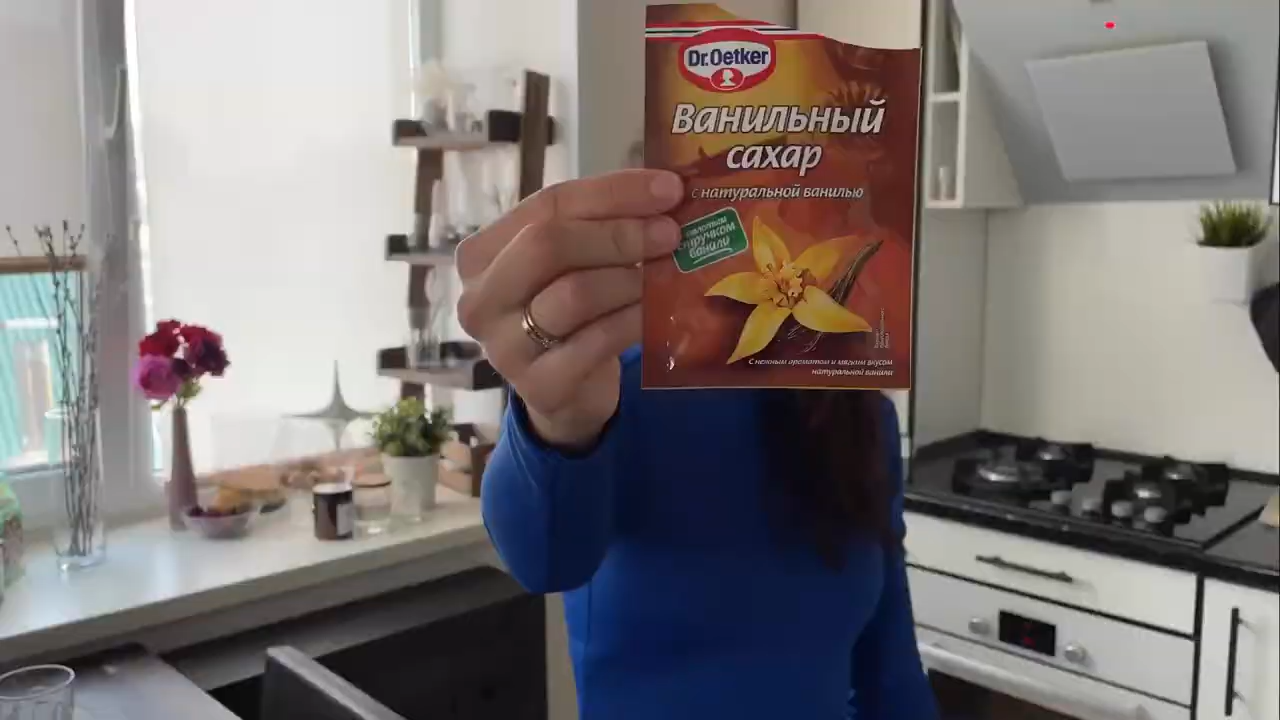 Dr.Oetker
Ванильный
сахар
с натуральной ванилью
стручком
ванили
С нежным ароматом и мягким вкусом
натуральной ванили